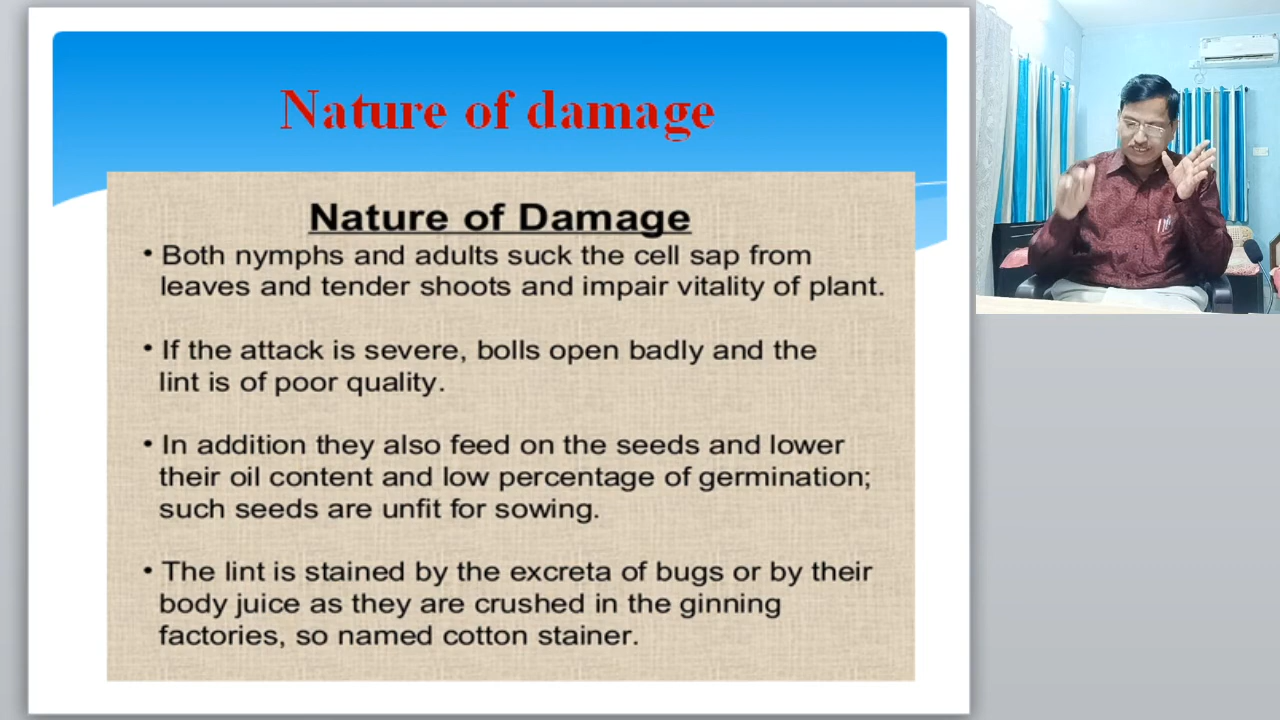 Nature of damage
Nature of Damage
• Both nymphs and adults suck the cell sap from
leaves and tender shoots and impair vitality of plant.
• If the attack is severe, bolls open badly and the
lint is of poor quality.
• In addition they also feed on the seeds and lower
their oil content and low percentage of germination;
such seeds are unfit for sowing.
• The lint is stained by the excreta of bugs or by their
body juice as they are crushed in the ginning
factories, so named cotton stainer.